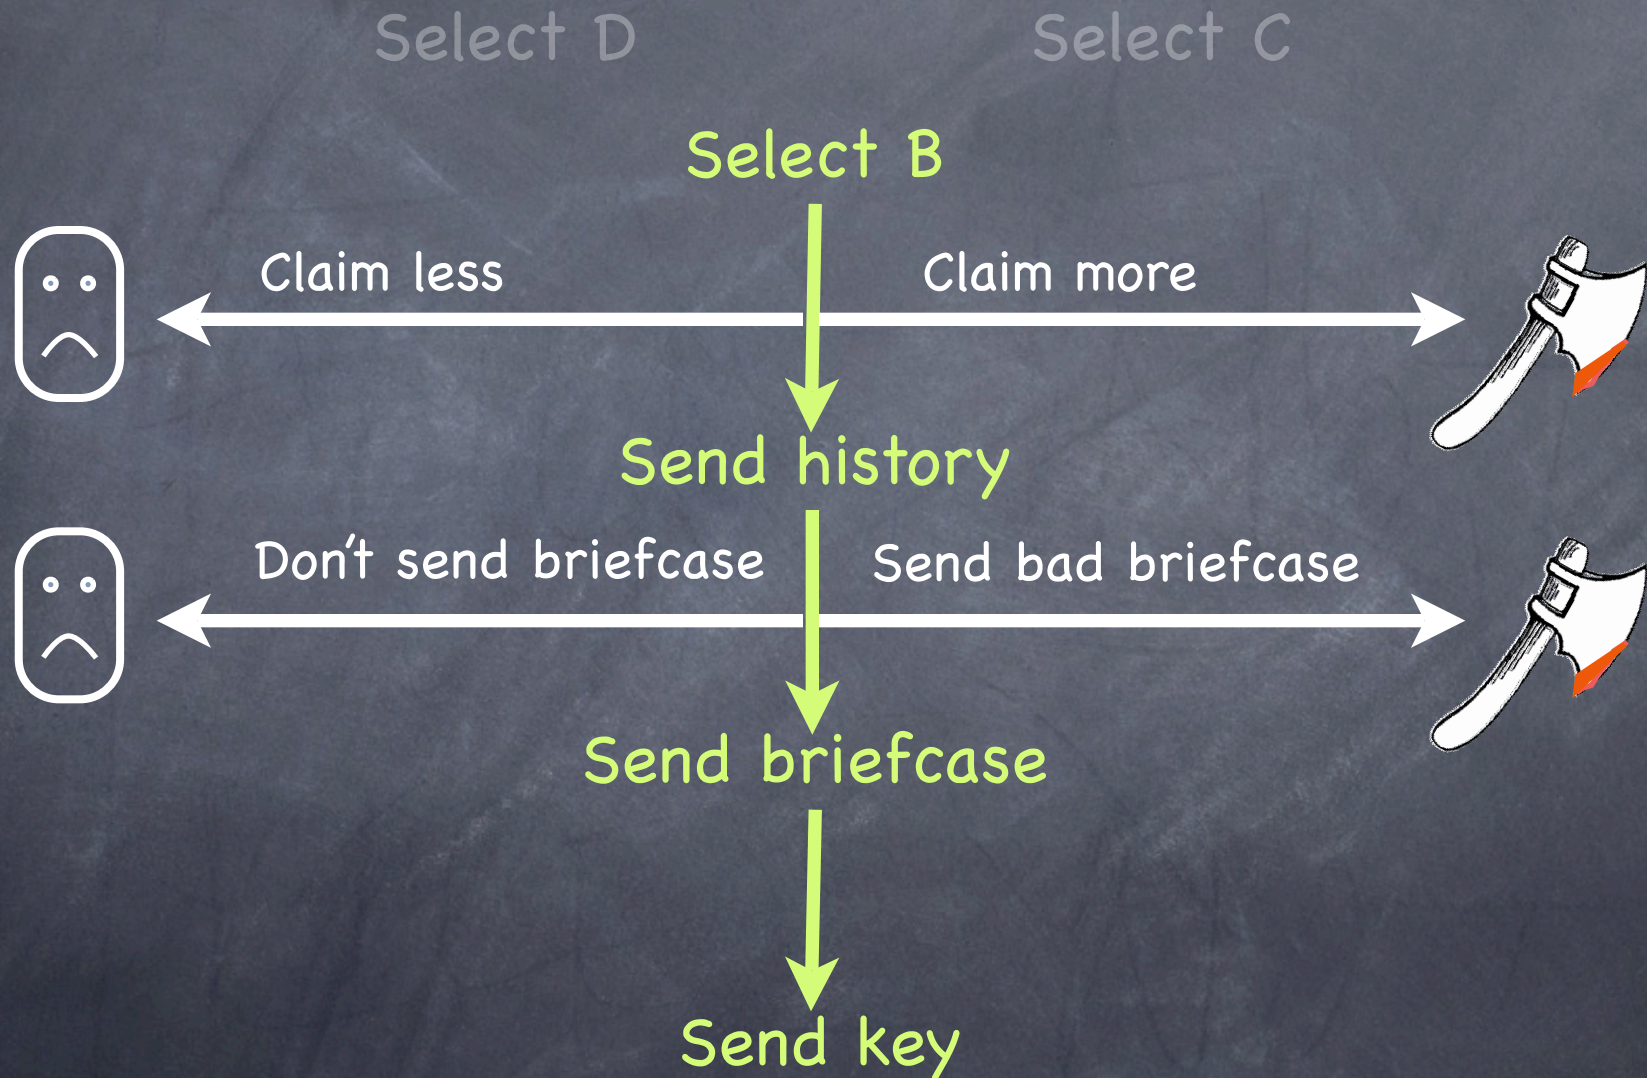 Select D
Select C
Select B
Claim less
Claim more
Send history
Don't send briefcase
Send bad briefcase
Send briefcase
Send key